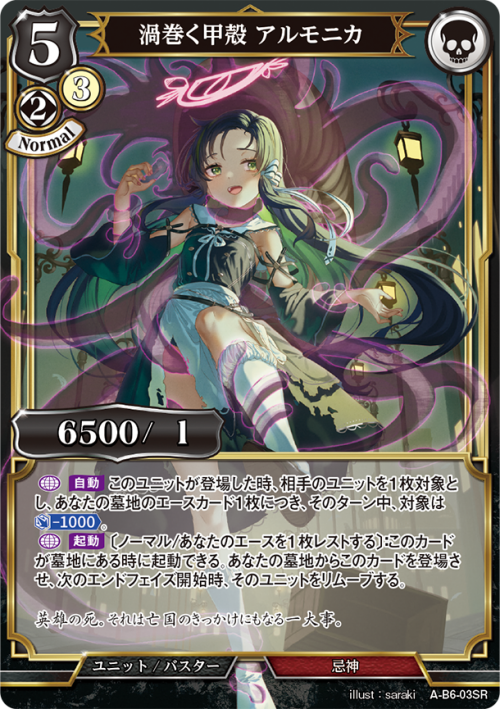 5
渦巻く甲殻 アルモニカ
2
3
Normal
6500/ 1
自動 このユニットが登場した時、相手のユニットを1枚対象と
し、あなたの墓地のエースカード1枚につき、そのターン中、対象は
-1000。
起動 〔ノーマル/あなたのエースを1枚レストする〕：このカード
が墓地にある時に起動できる。あなたの墓地からこのカードを登場さ
せ、次のエンドフェイズ開始時、そのユニットをリムーブする。
英雄の死。それは亡国のきっかけにもなる一大事。
ユニット / バスター
忌神
illust：saraki A-B6-03SR